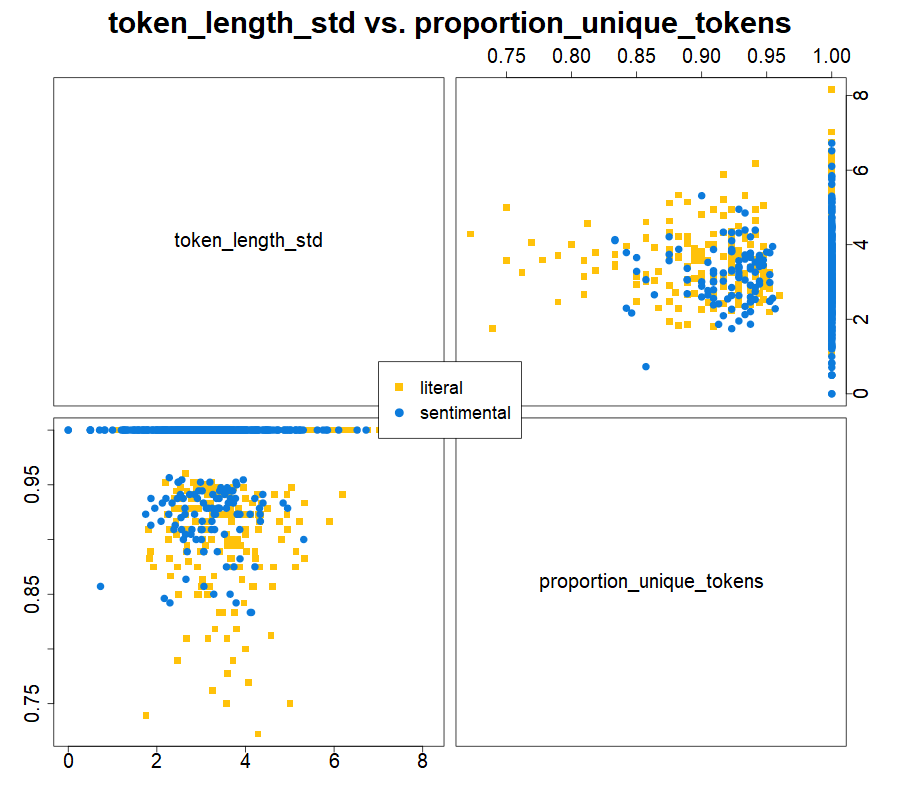 token_length_std vs. proportion_unique_tokens
0.75 0.80 0.85 0.90 0.95 1.00
token_length_std
8
6
4
2
0
literal
sentimental
0.95
0.85
0.75
proportion_unique_tokens
0 2 4 6 8